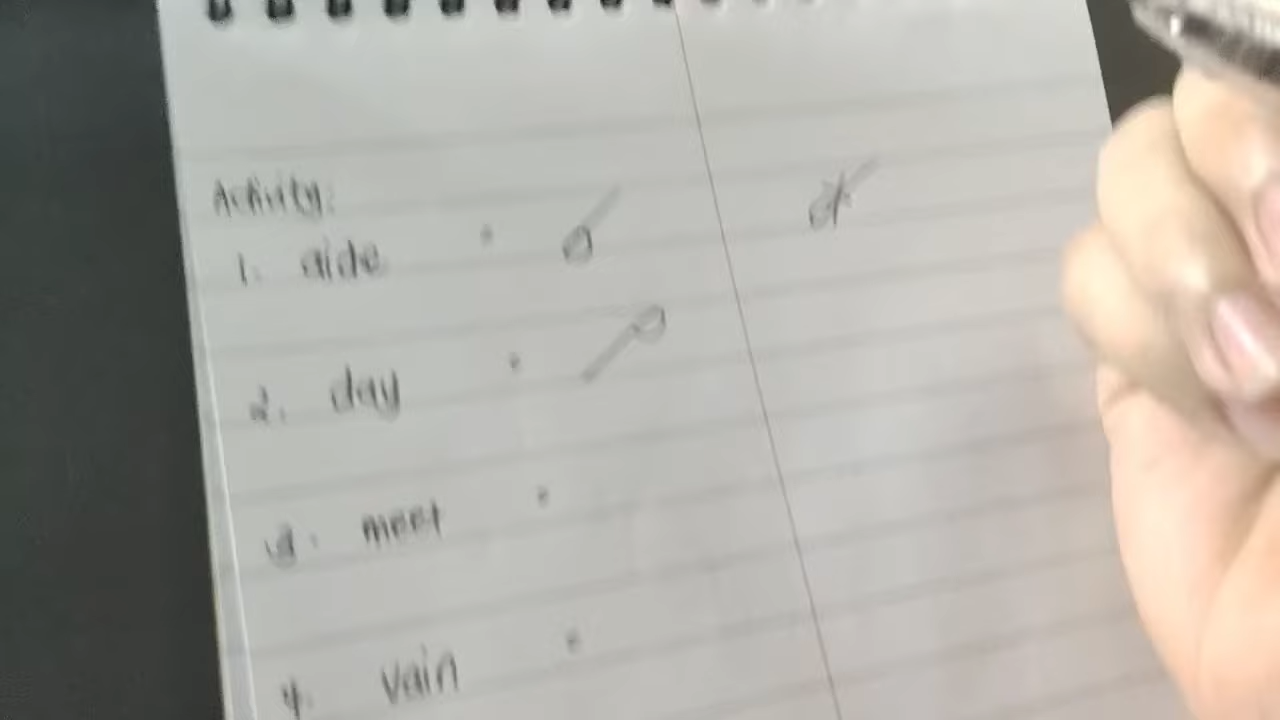 Activity:
1. aide
2. day
3. meet
4. vain